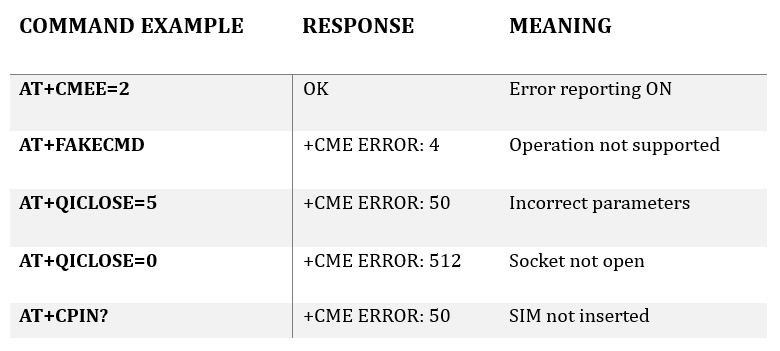 COMMAND EXAMPLE RESPONSE MEANING
AT+CMEE=2 OK Error reporting ON
AT+FAKECMD +CME ERROR: 4 Operation not supported
AT+QICLOSE=5 +CME ERROR: 50 Incorrect parameters
AT+QICLOSE=0 +CME ERROR: 512 Socket not open
AT+CPIN? +CME ERROR: 50 SIM not inserted